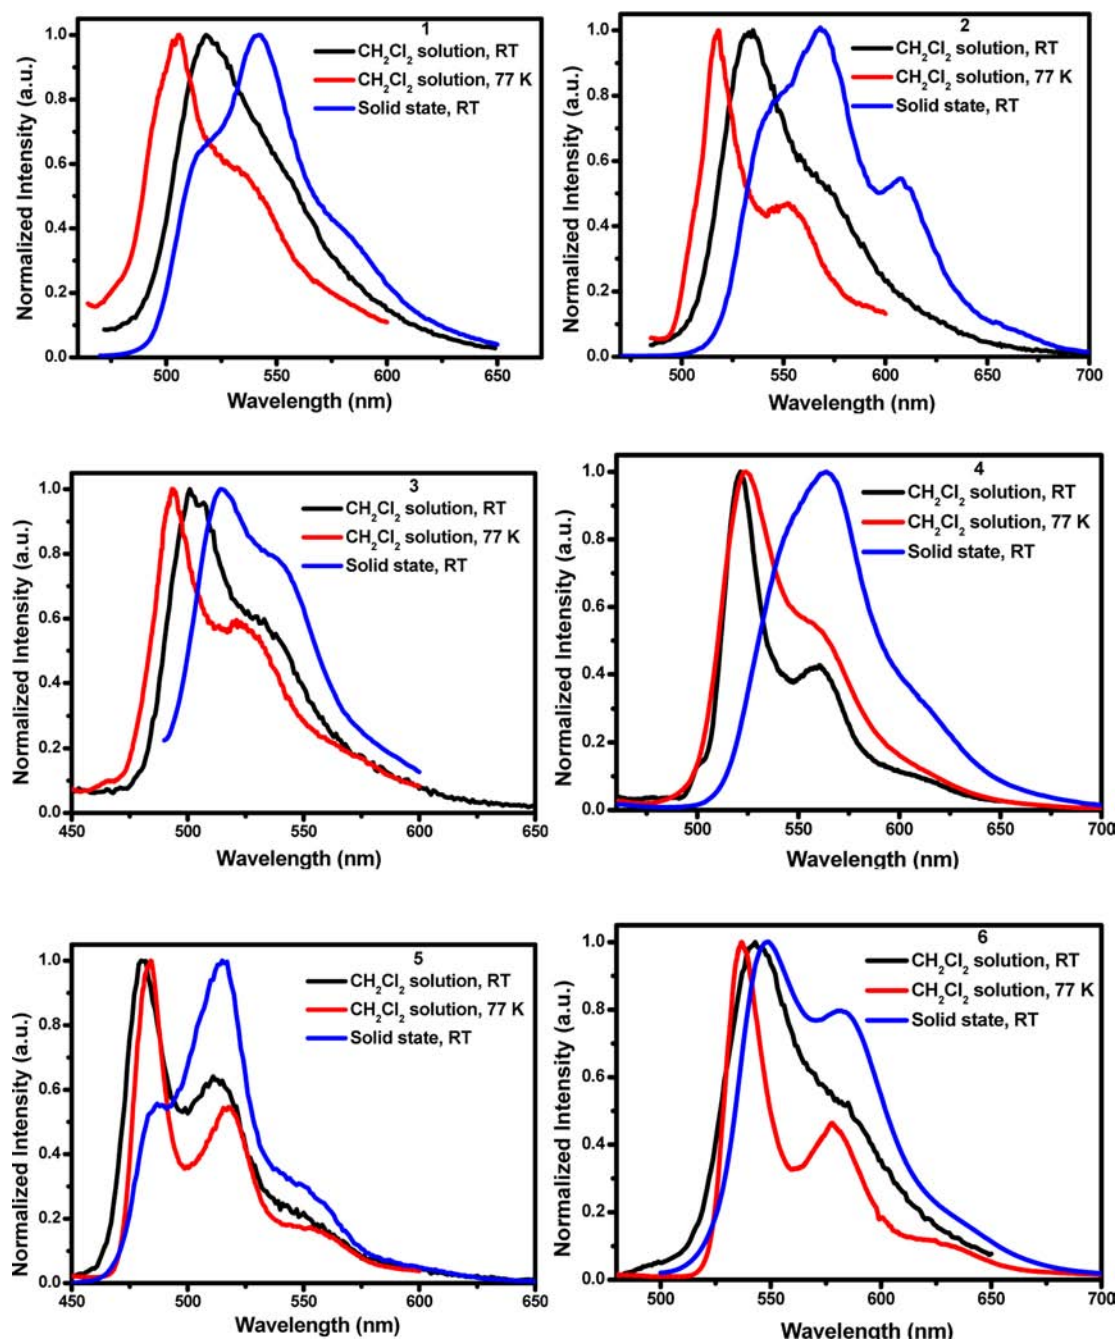 1
CH₂Cl₂ solution, RT
CH₂Cl₂ solution, 77 K
Solid state, RT
Normalized Intensity (a.u.)
1.0
0.8
0.6
0.4
0.2
0.0
500 550 600 650
Wavelength (nm)
2
CH₂Cl₂ solution, RT
CH₂Cl₂ solution, 77 K
Solid state, RT
Normalized Intensity (a.u.)
1.0
0.8
0.6
0.4
0.2
0.0
500 550 600 650 700
Wavelength (nm)
3
CH₂Cl₂ solution, RT
CH₂Cl₂ solution, 77 K
Solid state, RT
Normalized Intensity (a.u.)
1.0
0.8
0.6
0.4
0.2
0.0
450 500 550 600 650
Wavelength (nm)
4
CH₂Cl₂ solution, RT
CH₂Cl₂ solution, 77 K
Solid state, RT
Normalized Intensity (a.u.)
1.0
0.8
0.6
0.4
0.2
0.0
500 550 600 650 700
Wavelength (nm)
5
CH₂Cl₂ solution, RT
CH₂Cl₂ solution, 77 K
Solid state, RT
Normalized Intensity (a.u.)
1.0
0.8
0.6
0.4
0.2
0.0
450 500 550 600 650
Wavelength (nm)
6
CH₂Cl₂ solution, RT
CH₂Cl₂ solution, 77 K
Solid state, RT
Normalized Intensity (a.u.)
1.0
0.8
0.6
0.4
0.2
0.0
500 550 600 650 700
Wavelength (nm)